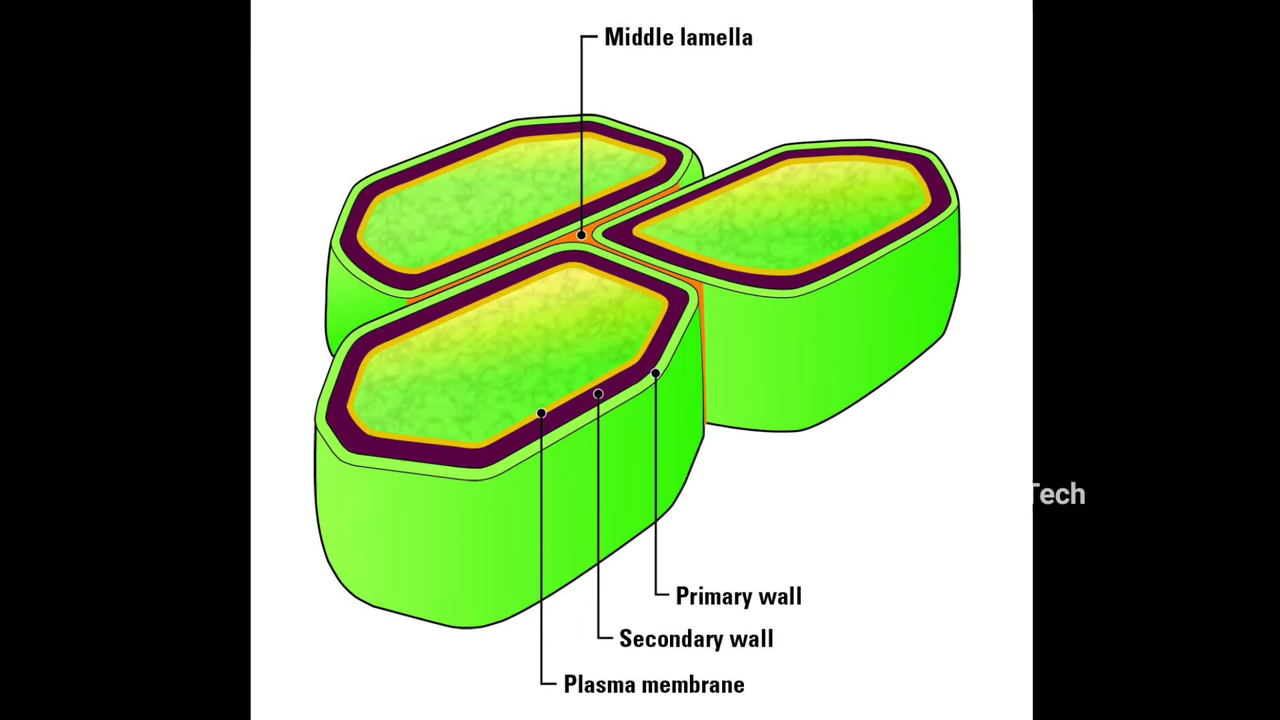 Middle lamella
Tech
Primary wall
Secondary wall
Plasma membrane